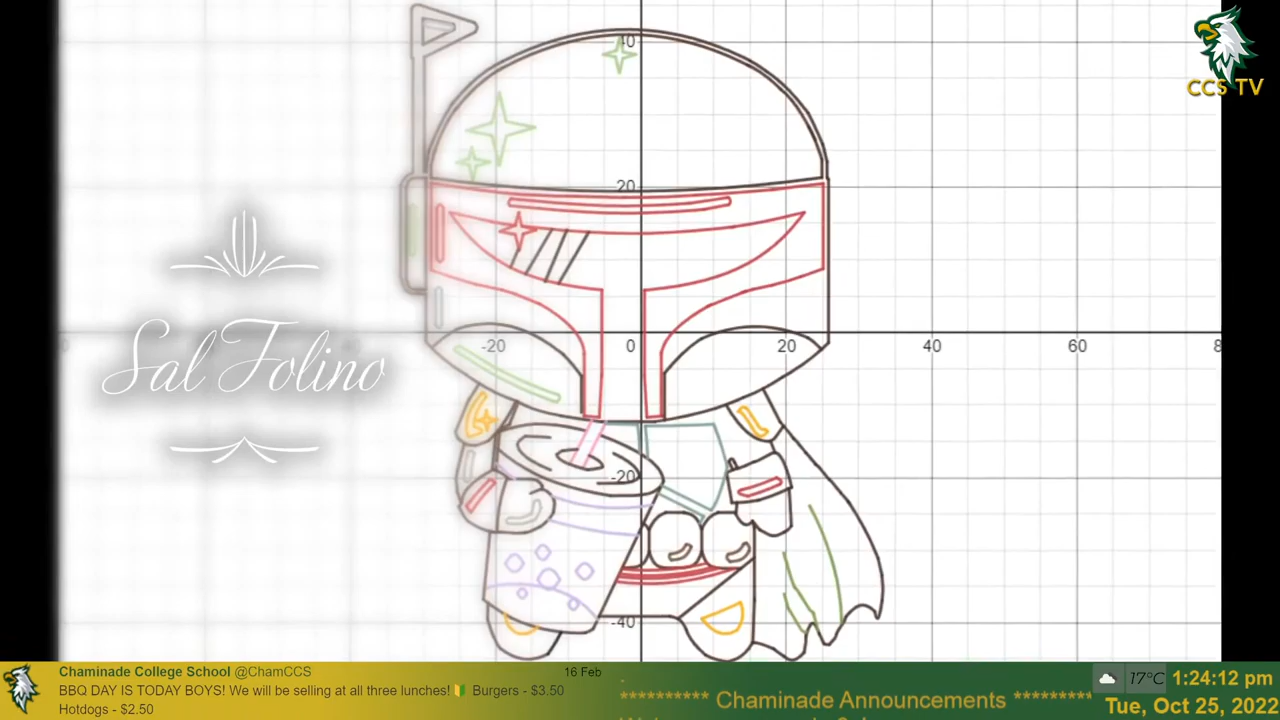 CCS TV
40
20
-20
0
20
40
60
8
-20
-40
Sal Folino
Chaminade College School @ChamCCS
16 Feb
BBQ DAY IS TODAY BOYS! We will be selling at all three lunches! Burgers - $3.50
Hotdogs - $2.50
********** Chaminade Announcements **********
17°C
1:24:12 pm
Tue, Oct 25, 2022